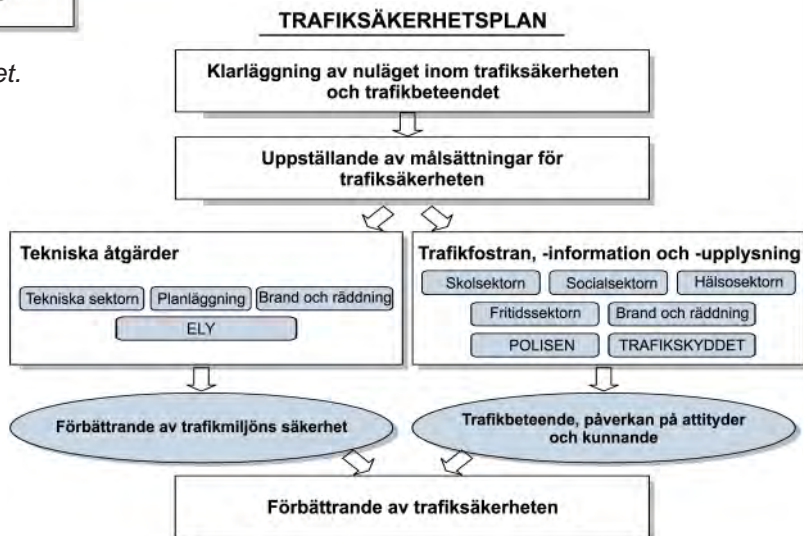 TRAFIKSÄKERHETSPLAN
et.
Klarläggning av nuläget inom trafiksäkerheten
och trafikbeteendet
Uppställande av målsättningar för
trafiksäkerheten
Tekniska åtgärder
Tekniska sektorn
Planläggning
Brand och räddning
ELY
Trafikfostran, -information och -upplysning
Skolsektorn
Socialsektorn
Hälsosektorn
Fritidssektorn
Brand och räddning
POLISEN
TRAFIKSKYDDET
Förbättrande av trafikmiljöns säkerhet
Trafikbeteende, påverkan på attityder
och kunnande
Förbättrande av trafiksäkerheten